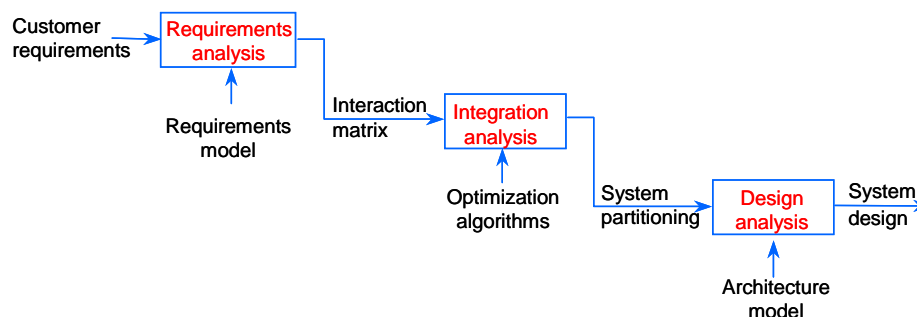 Customer
requirements
Requirements
analysis
Requirements
model
Interaction
matrix
Integration
analysis
Optimization
algorithms
System
partitioning
Design
analysis
Architecture
model
System
design